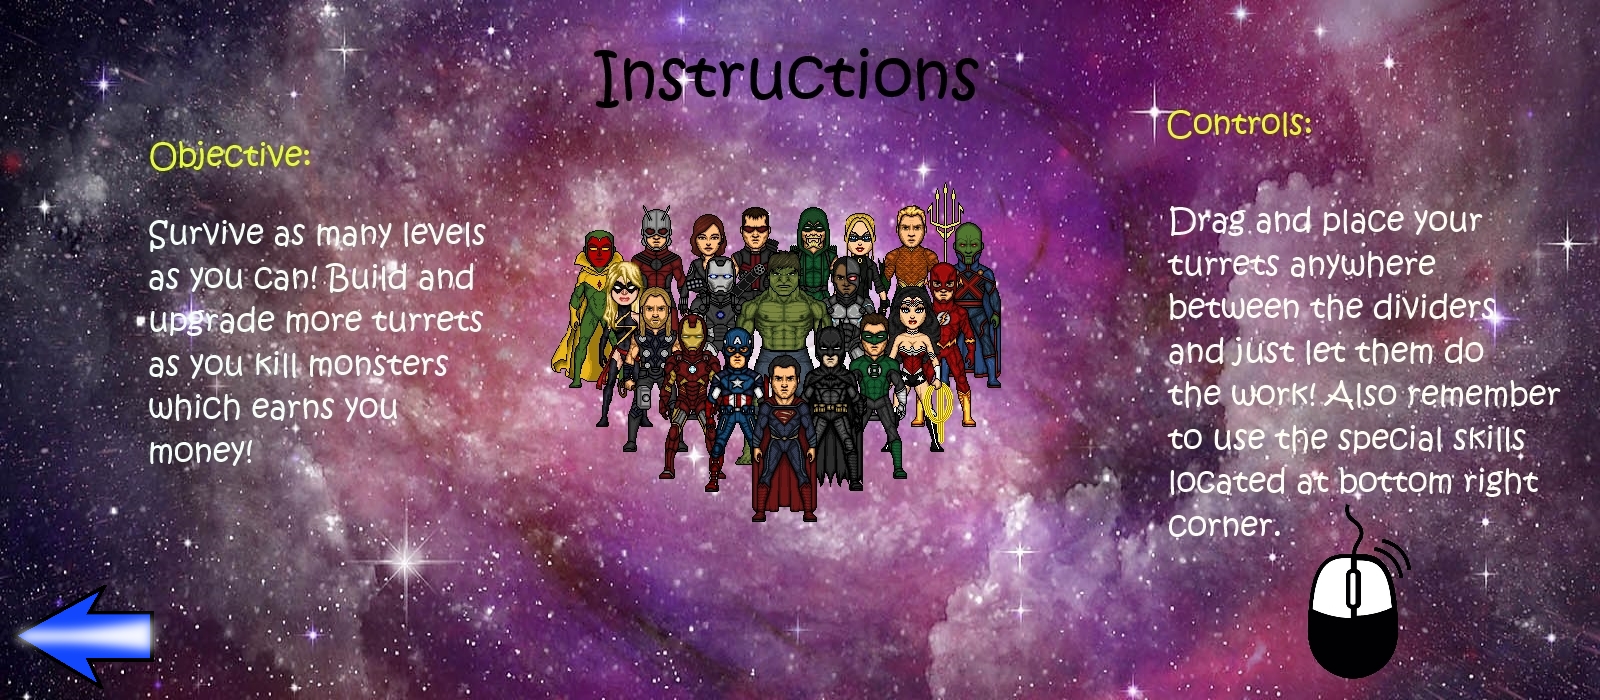 Instructions
Objective:
Survive as many levels
as you can! Build and
upgrade more turrets
as you kill monsters
which earns you
money!
Controls:
Drag and place your
turrets anywhere
between the dividers
and just let them do
the work! Also remember
to use the special skills
located at bottom right
corner.